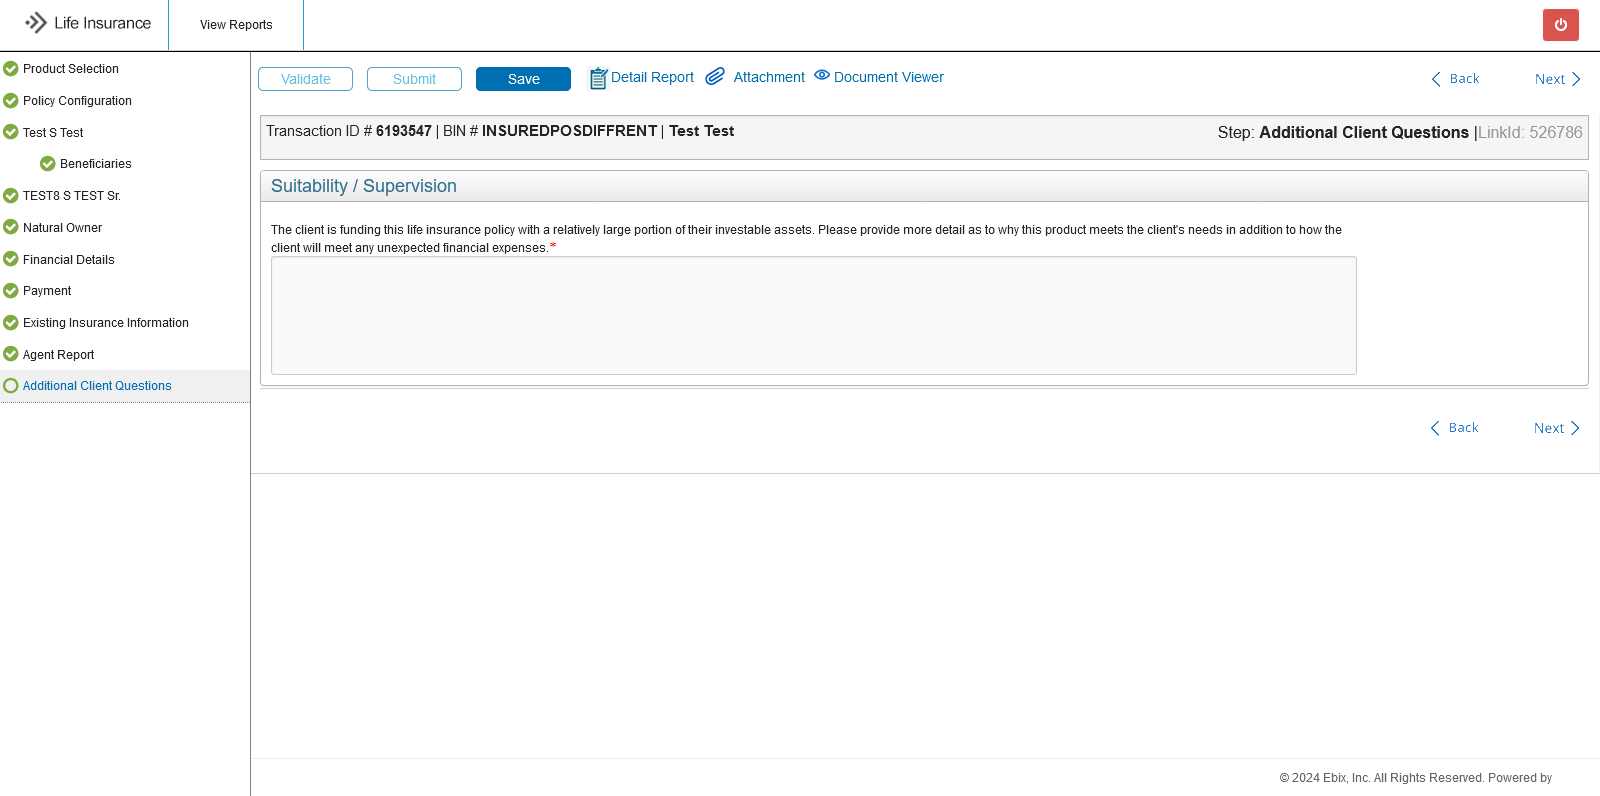 Life Insurance
View Reports
Product Selection
Policy Configuration
Test S Test
Beneficiaries
TEST8 S TEST Sr.
Natural Owner
Financial Details
Payment
Existing Insurance Information
Agent Report
Additional Client Questions
Validate
Submit
Save
Detail Report
Attachment
Document Viewer
Back
Next
Transaction ID # 6193547 | BIN # INSUREDPOSDIFFRENT | Test Test
Step: Additional Client Questions |LinkId: 526786
Suitability / Supervision
The client is funding this life insurance policy with a relatively large portion of their investable assets. Please provide more detail as to why this product meets the client's needs in addition to how the
client will meet any unexpected financial expenses.*
Back
Next
© 2024 Ebix, Inc. All Rights Reserved. Powered by